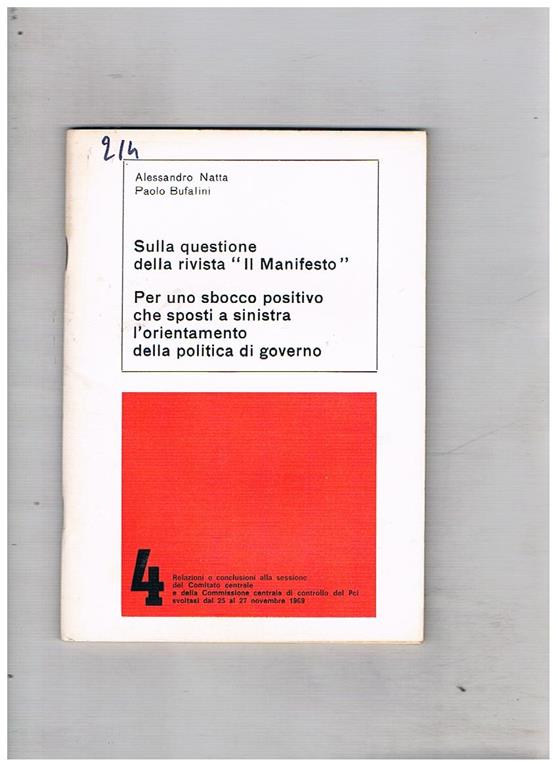 214
Alessandro Natta
Paolo Bufalini
Sulla questione
della rivista "Il Manifesto"
Per uno sbocco positivo
che sposti a sinistra
l'orientamento
della politica di governo
4
Relazioni e conclusioni alla sessione
del Comitato centrale
e della Commissione centrale di controllo del Pci
svoltasi dal 25 al 27 novembre 1969